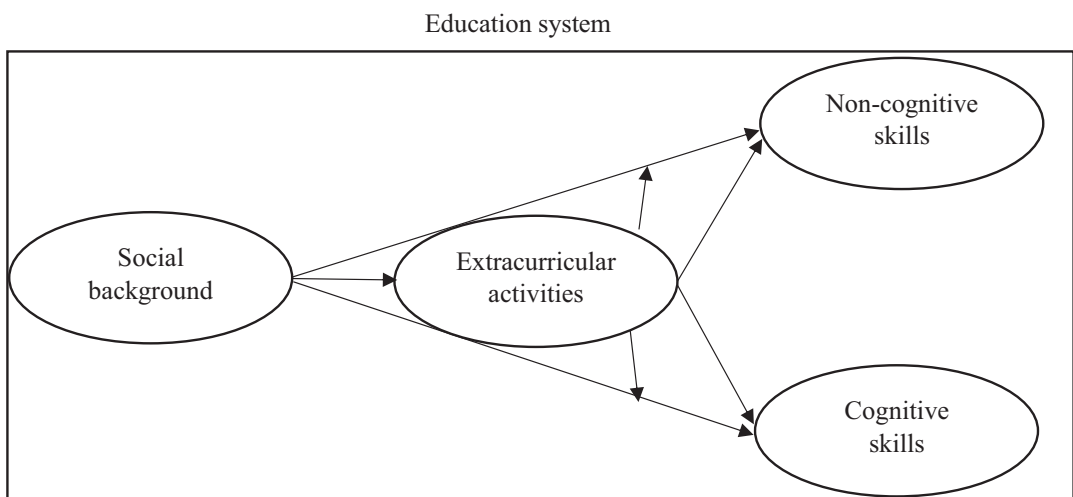 Education system
Non-cognitive
skills
Social
background
Extracurricular
activities
Cognitive
skills